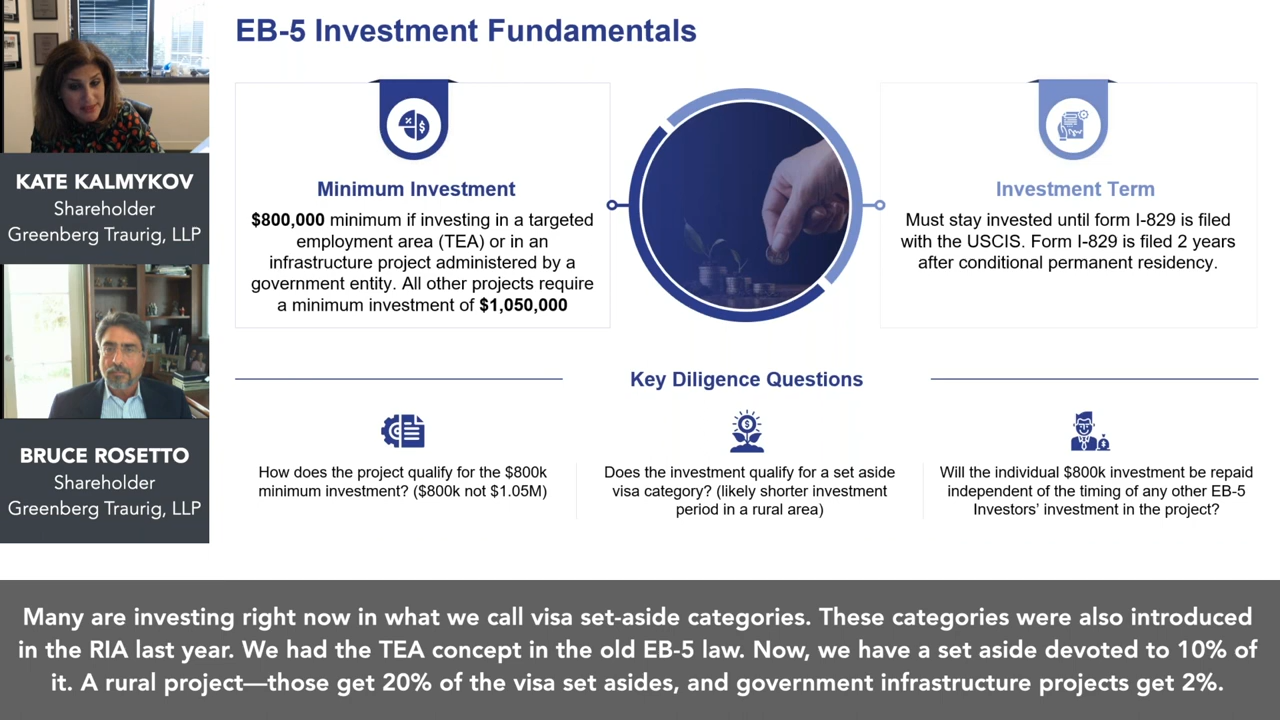 EB-5 Investment Fundamentals
KATE KALMYKOV
Shareholder
Greenberg Traurig, LLP
BRUCE ROSETTO
Shareholder
Greenberg Traurig, LLP
Minimum Investment
$800,000 minimum if investing in a targeted
employment area (TEA) or in an
infrastructure project administered by a
government entity. All other projects require
a minimum investment of $1,050,000
Investment Term
Must stay invested until form I-829 is filed
with the USCIS. Form I-829 is filed 2 years
after conditional permanent residency.
Key Diligence Questions
How does the project qualify for the $800k
minimum investment? ($800k not $1.05M)
Does the investment qualify for a set aside
visa category? (likely shorter investment
period in a rural area)
Will the individual $800k investment be repaid
independent of the timing of any other EB-5
Investors’ investment in the project?
Many are investing right now in what we call visa set-aside categories. These categories were also introduced
in the RIA last year. We had the TEA concept in the old EB-5 law. Now, we have a set aside devoted to 10% of
it. A rural project—those get 20% of the visa set asides, and government infrastructure projects get 2%.